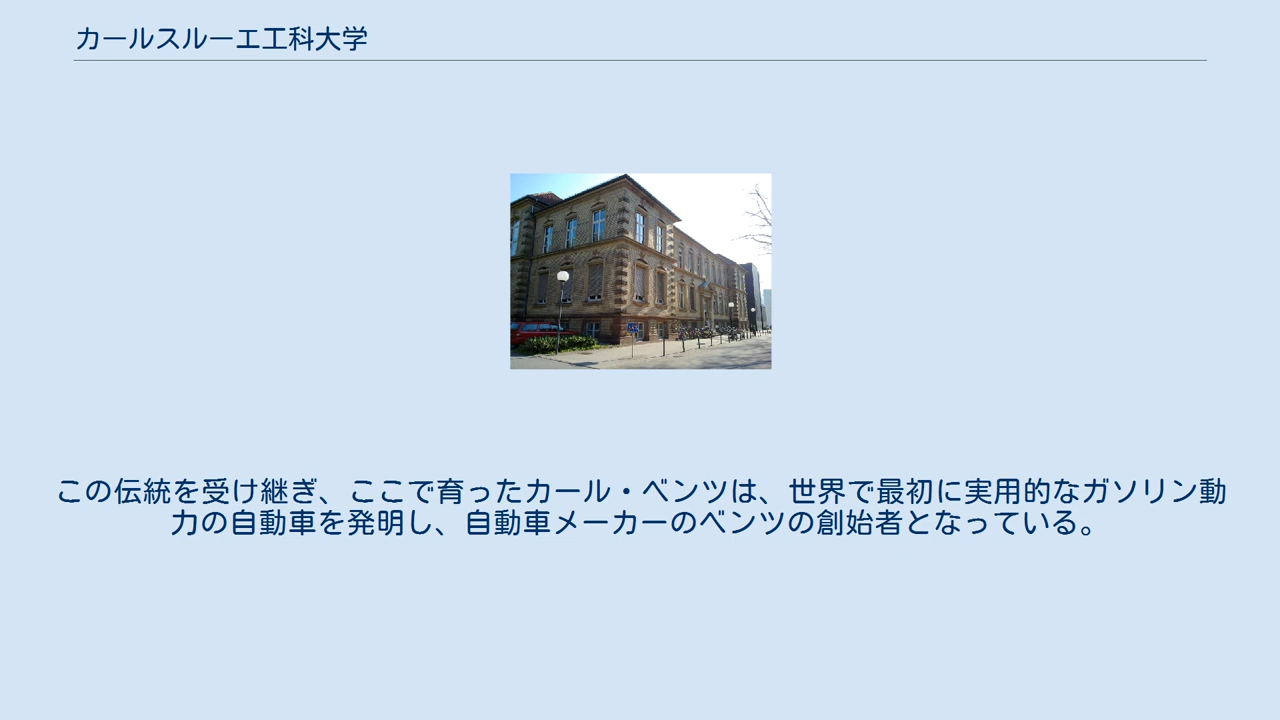 カールスルーエ工科大学
この伝統を受け継ぎ、ここで育ったカール・ベンツは、世界で最初に実用的なガソリン動
力の自動車を発明し、自動車メーカーのベンツの創始者となっている。